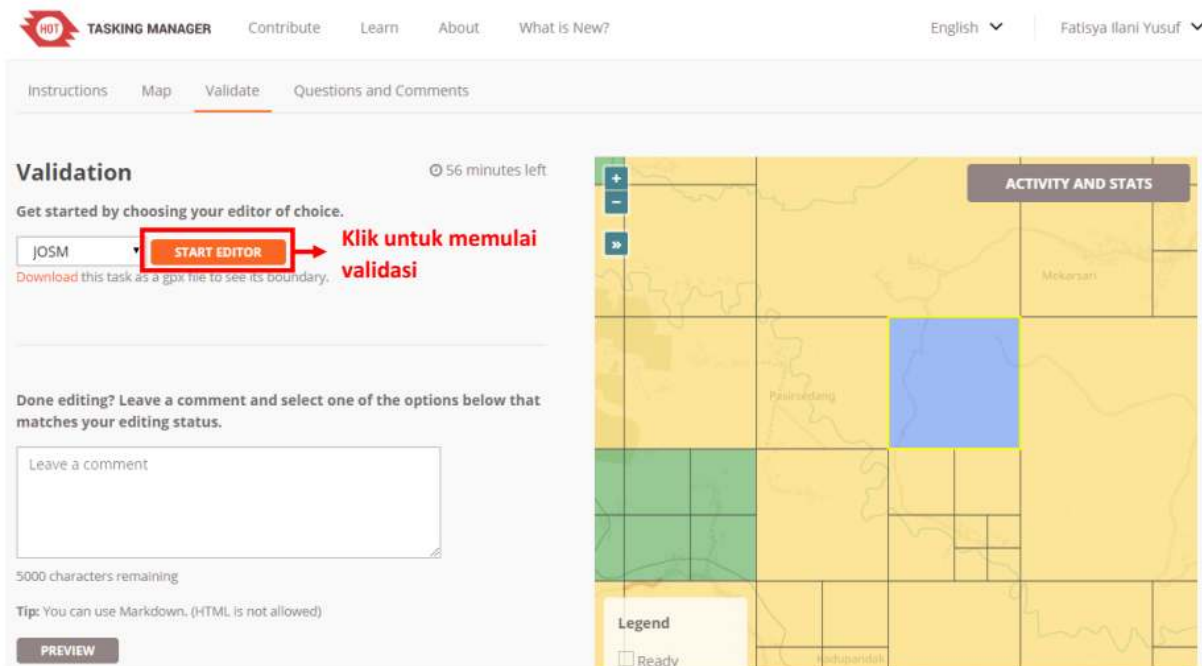 HOT TASKING MANAGER Contribute Learn About What is New? English Fatisya Ilani Yusuf
Instructions Map Validate Questions and Comments
Validation
56 minutes left
Get started by choosing your editor of choice.
JOSM START EDITOR
Klik untuk memulai
validasi
Download this task as a gpx file to see its boundary.
Done editing? Leave a comment and select one of the options below that
matches your editing status.
Leave a comment
5000 characters remaining
Tip: You can use Markdown. (HTML is not allowed)
PREVIEW
+
−
»
ACTIVITY AND STATS
Mekarsari
Pasirsedang
Legend
Ready
Kadupandak